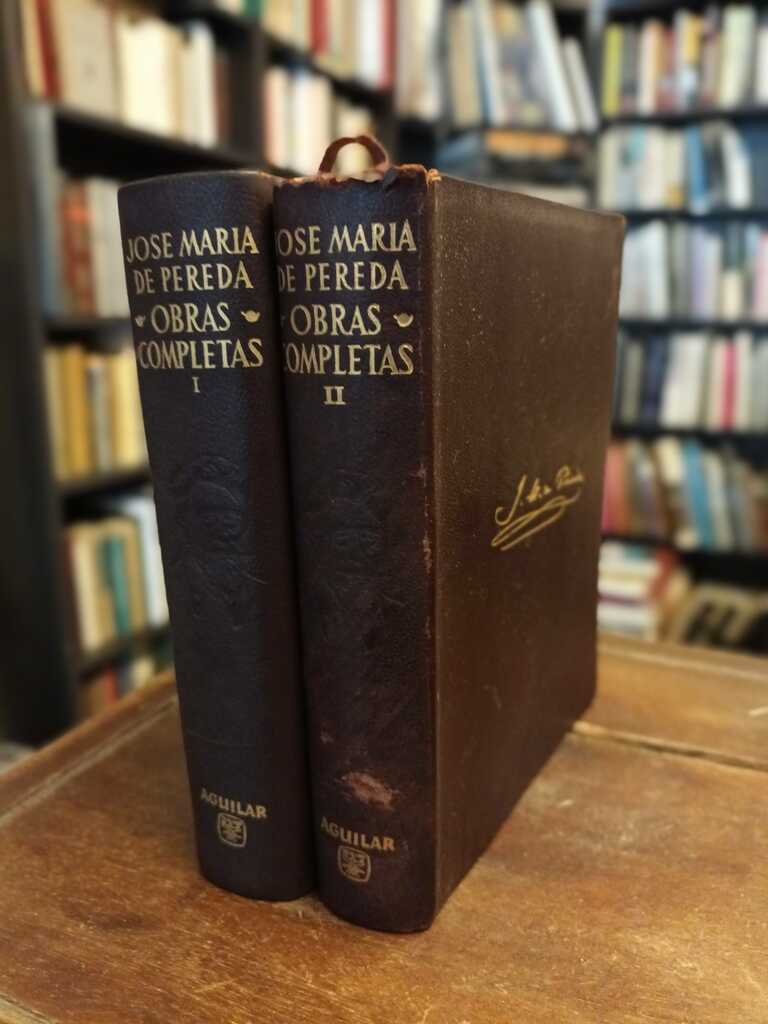 JOSE MARIA
DE PEREDA
OBRAS
COMPLETAS
I
AGUILAR
JOSE MARIA
DE PEREDA
OBRAS
COMPLETAS
II
AGUILAR